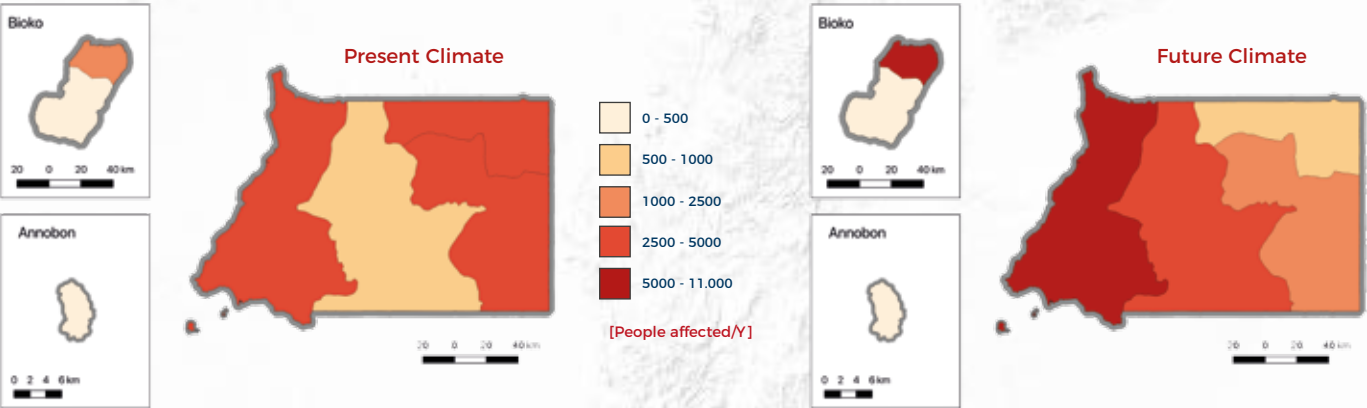 Bioko
20 0 20 40 km
Annobon
0 2 4 6 km
Present Climate
20 0 20 40 km
0 - 500
500 - 1000
1000 - 2500
2500 - 5000
5000 - 11.000
[People affected/Y]
Bioko
20 0 20 40 km
Annobon
0 2 4 6 km
Future Climate
20 0 20 40 km